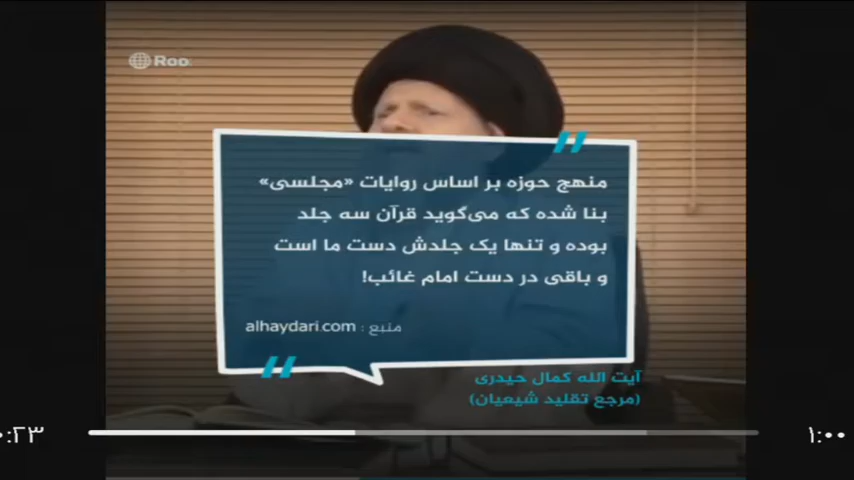 Roo
منهج حوزه بر اساس روایات «مجلسی»
بنا شده که می‌گوید قرآن سه جلد
بوده و تنها یک جلدش دست ما است
و باقی در دست امام غائب!
منبع : alhaydari.com
آیت الله کمال حیدری
(مرجع تقلید شیعیان)
۰:۲۳
۱:۰۰